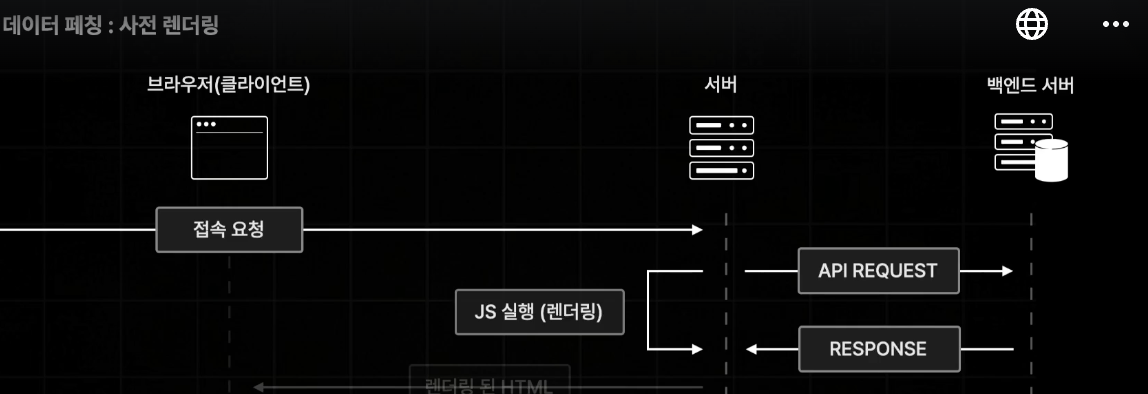 데이터 페칭 : 사전 렌더링
브라우저(클라이언트)
서버
백엔드 서버
접속 요청
API REQUEST
JS 실행 (렌더링)
RESPONSE
렌더링 된 HTML